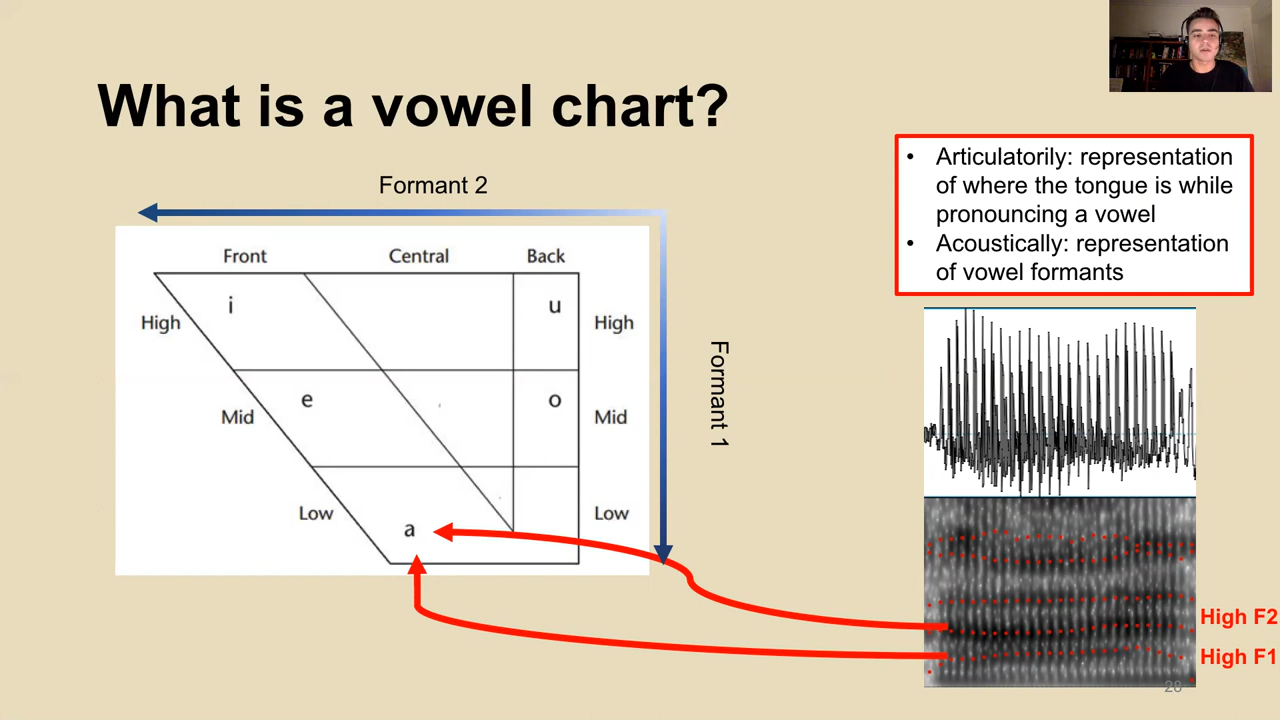 What is a vowel chart?
Formant 2
Front Central Back
i u
High High
e o
Mid Mid
Low Low
a
Formant 1
• Articulatorily: representation
of where the tongue is while
pronouncing a vowel
• Acoustically: representation
of vowel formants
High F2
High F1
28